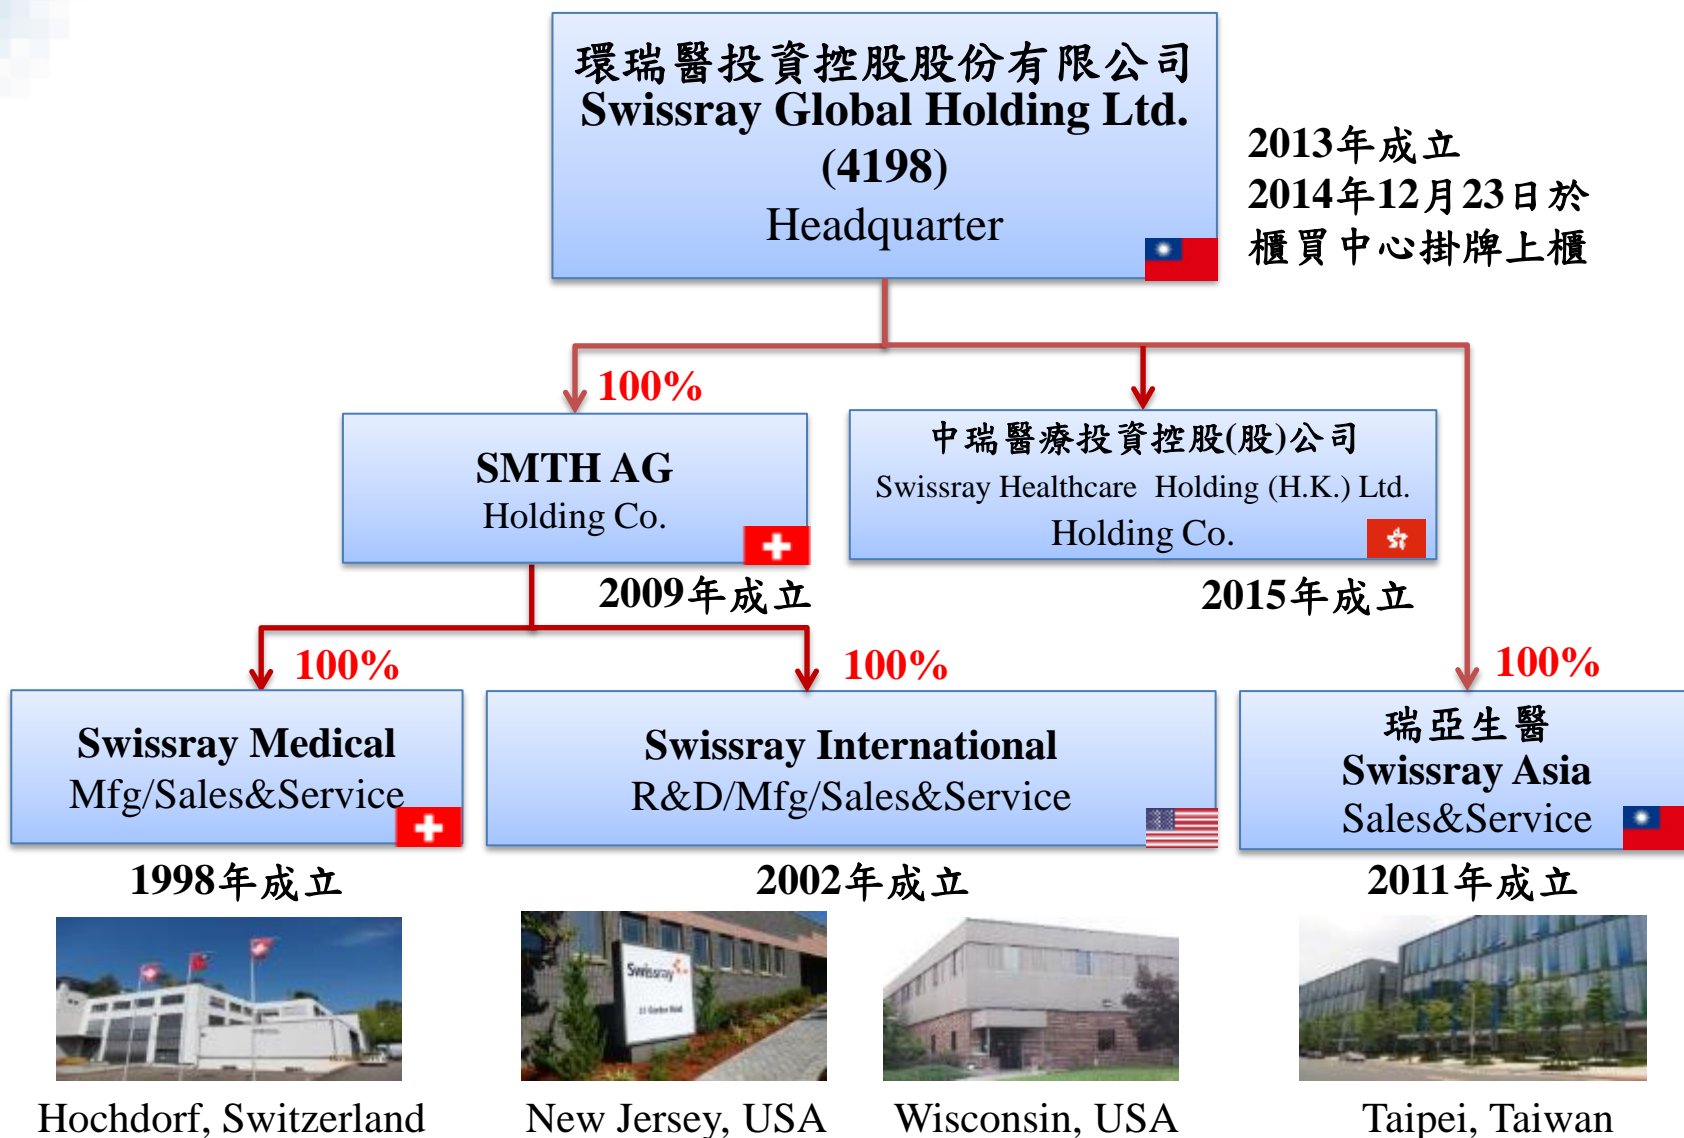 環瑞醫投資控股股份有限公司
Swissray Global Holding Ltd.
(4198)
Headquarter
2013年成立
2014年12月23日於
櫃買中心掛牌上櫃
100%
SMTH AG
Holding Co.
2009年成立
中瑞醫療投資控股(股)公司
Swissray Healthcare Holding (H.K.) Ltd.
Holding Co.
2015年成立
100%
Swissray Medical
Mfg/Sales&Service
1998年成立
100%
Swissray International
R&D/Mfg/Sales&Service
2002年成立
100%
瑞亞生醫
Swissray Asia
Sales&Service
2011年成立
Swissray
Hochdorf, Switzerland
New Jersey, USA
Wisconsin, USA
Taipei, Taiwan